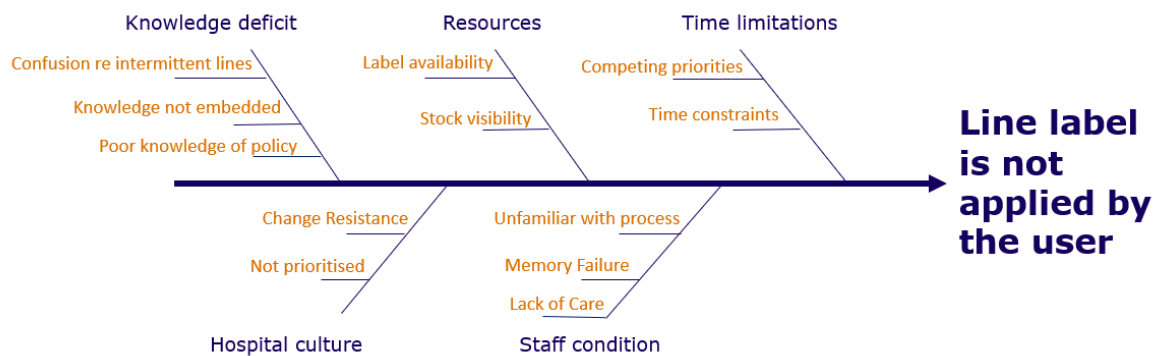 Knowledge deficit
Resources
Time limitations
Confusion re intermittent lines
Label availability
Competing priorities
Knowledge not embedded
Stock visibility
Time constraints
Poor knowledge of policy
Line label
is not
applied by
the user
Change Resistance
Unfamiliar with process
Not prioritised
Memory Failure
Lack of Care
Hospital culture
Staff condition